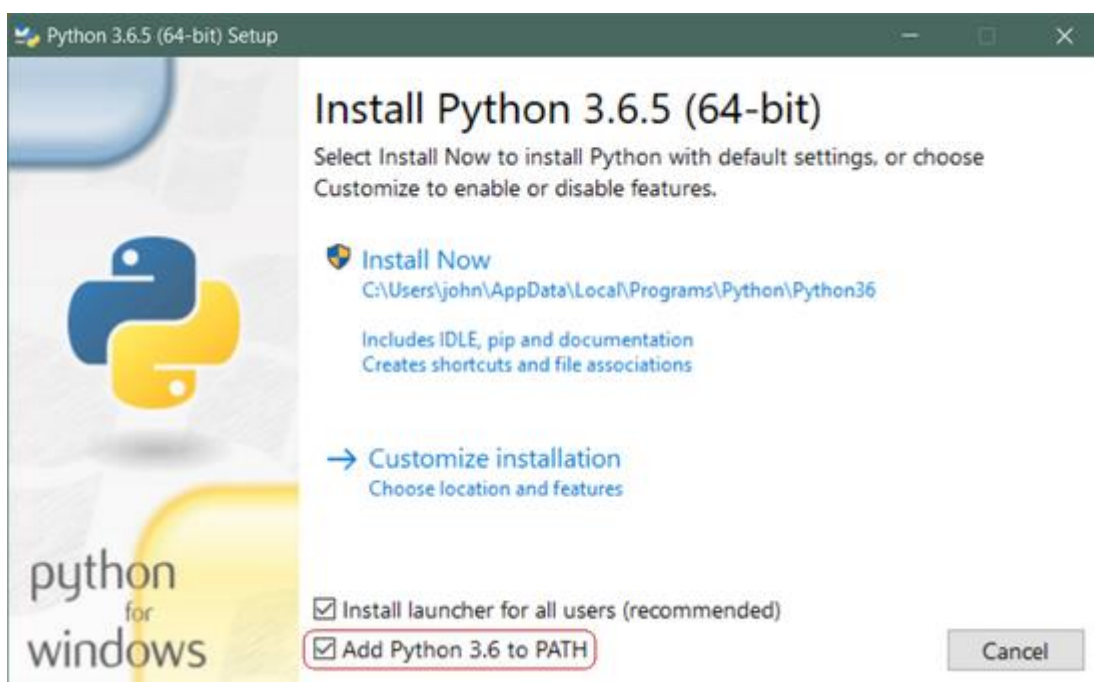 Python 3.6.5 (64-bit) Setup
Install Python 3.6.5 (64-bit)
Select Install Now to install Python with default settings, or choose
Customize to enable or disable features.
Install Now
C:\Users\john\AppData\Local\Programs\Python\Python36
Includes IDLE, pip and documentation
Creates shortcuts and file associations
Customize installation
Choose location and features
python
for
windows
Install launcher for all users (recommended)
Add Python 3.6 to PATH
Cancel